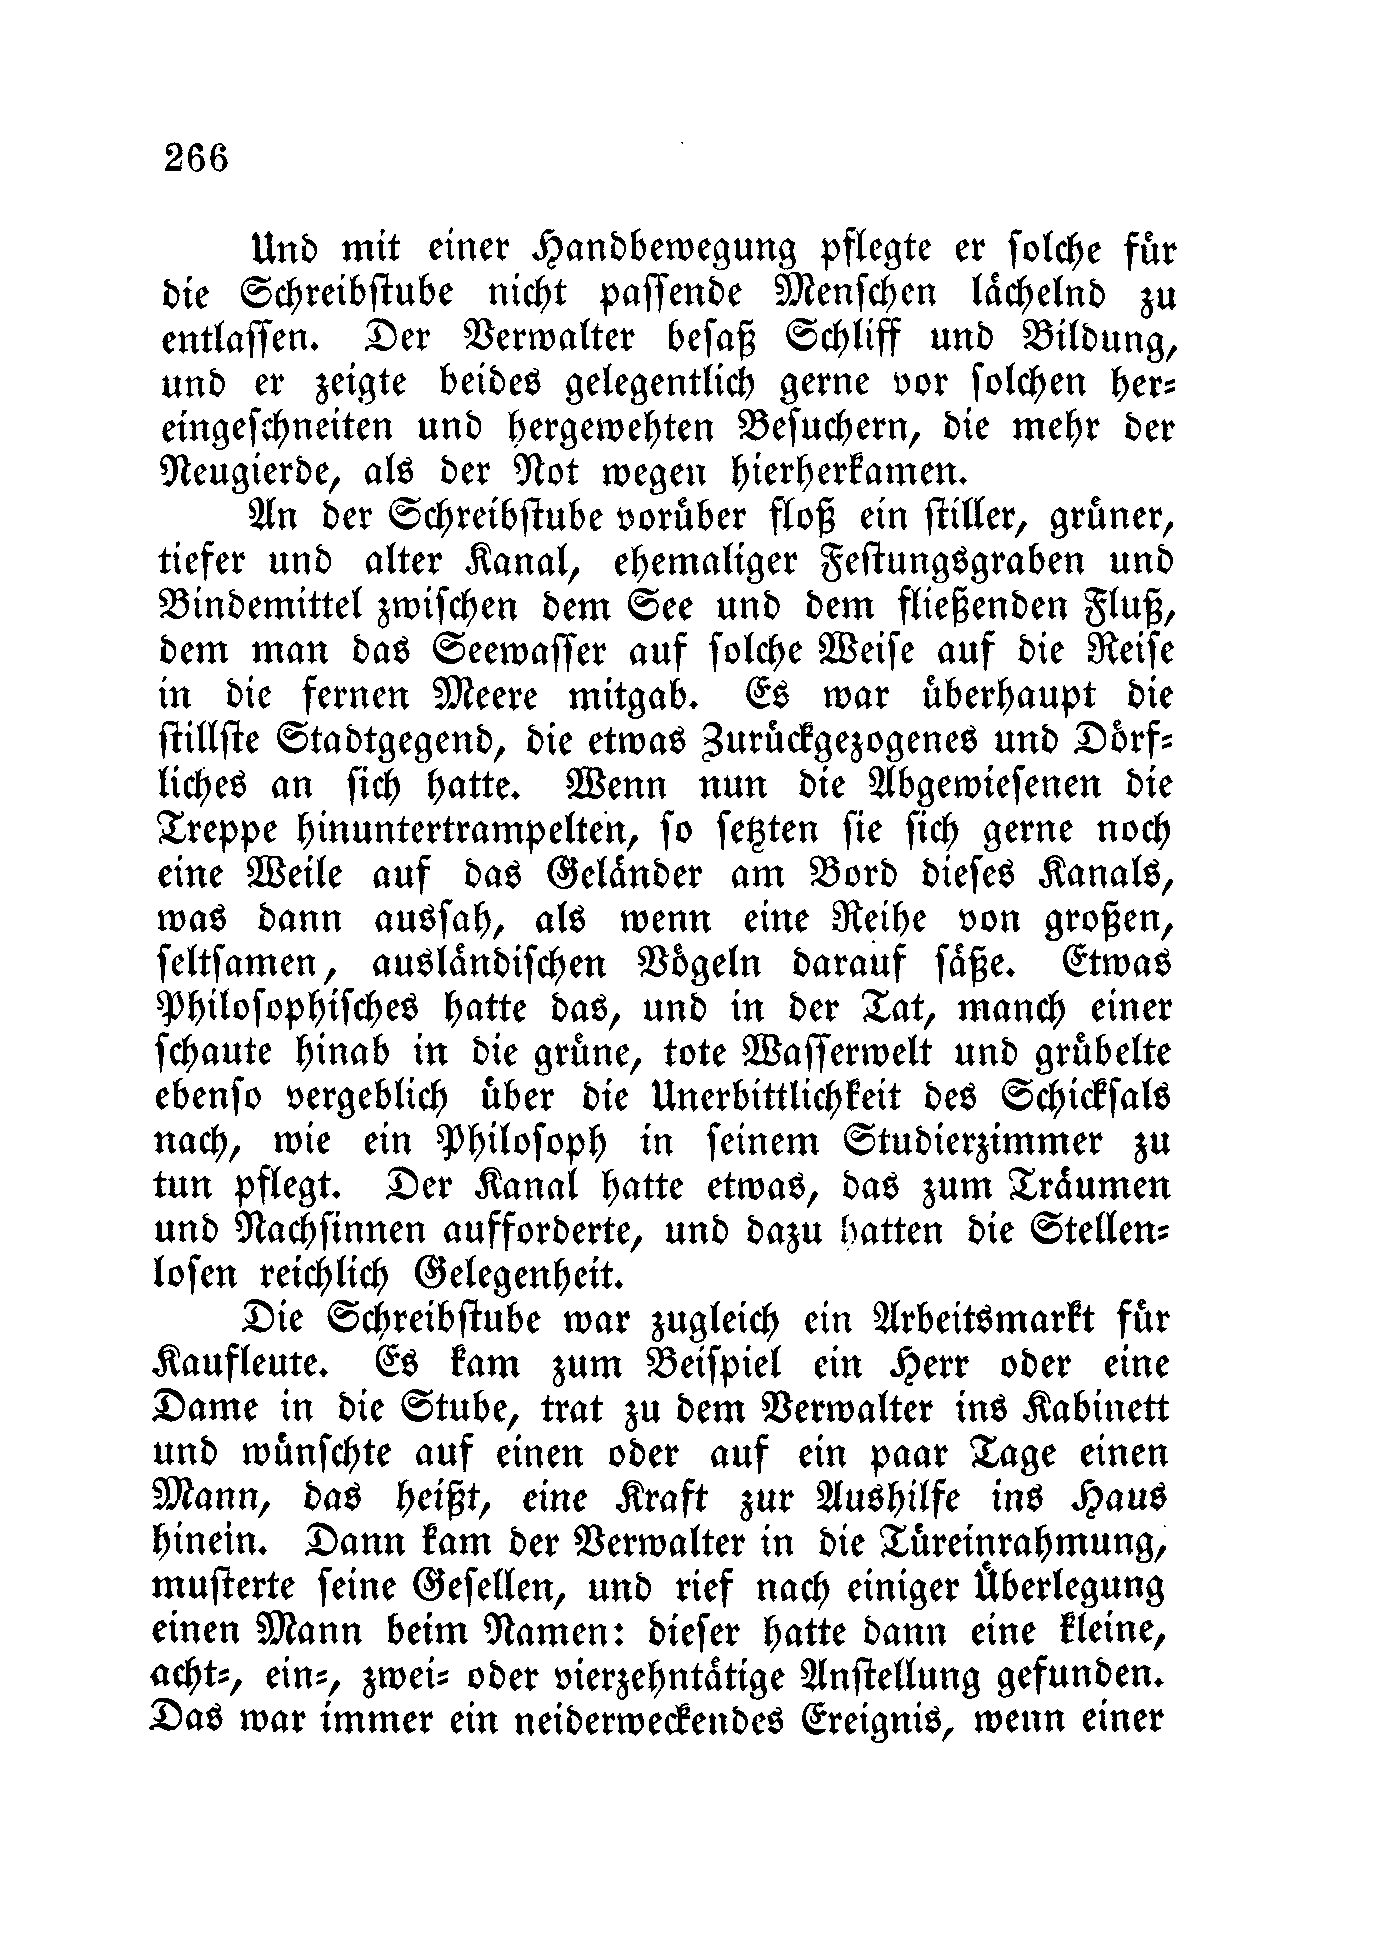 266
Und mit einer Handbewegung pflegte er solche für
die Schreibstube nicht passende Menschen lächelnd zu
entlassen. Der Verwalter besaß Schliff und Bildung,
und er zeigte beides gelegentlich gerne vor solchen her-
eingeschneiten und hergewehten Besuchern, die mehr der
Neugierde, als der Not wegen hierherkamen.
An der Schreibstube vorüber floß ein stiller, grüner,
tiefer und alter Kanal, ehemaliger Festungsgraben und
Bindemittel zwischen dem See und dem fließenden Fluß,
dem man das Seewasser auf solche Weise auf die Reise
in die fernen Meere mitgab. Es war überhaupt die
stillste Stadtgegend, die etwas Zurückgezogenes und Dörf-
liches an sich hatte. Wenn nun die Abgewiesenen die
Treppe hinuntertrampelten, so setzten sie sich gerne noch
eine Weile auf das Geländer am Bord dieses Kanals,
was dann aussah, als wenn eine Reihe von großen,
seltsamen, ausländischen Vögeln darauf säße. Etwas
Philosophisches hatte das, und in der Tat, manch einer
schaute hinab in die grüne, tote Wasserwelt und grübelte
ebenso vergeblich über die Unerbittlichkeit des Schicksals
nach, wie ein Philosoph in seinem Studierzimmer zu
tun pflegt. Der Kanal hatte etwas, das zum Träumen
und Nachsinnen aufforderte, und dazu hatten die Stellen-
losen reichlich Gelegenheit.
Die Schreibstube war zugleich ein Arbeitsmarkt für
Kaufleute. Es kam zum Beispiel ein Herr oder eine
Dame in die Stube, trat zu dem Verwalter ins Kabinett
und wünschte auf einen oder auf ein paar Tage einen
Mann, das heißt, eine Kraft zur Aushilfe ins Haus
hinein. Dann kam der Verwalter in die Türeinrahmung,
musterte seine Gesellen, und rief nach einiger Überlegung
einen Mann beim Namen: dieser hatte dann eine kleine,
acht-, ein-, zwei- oder vierzehntätige Anstellung gefunden.
Das war immer ein neiderweckendes Ereignis, wenn einer